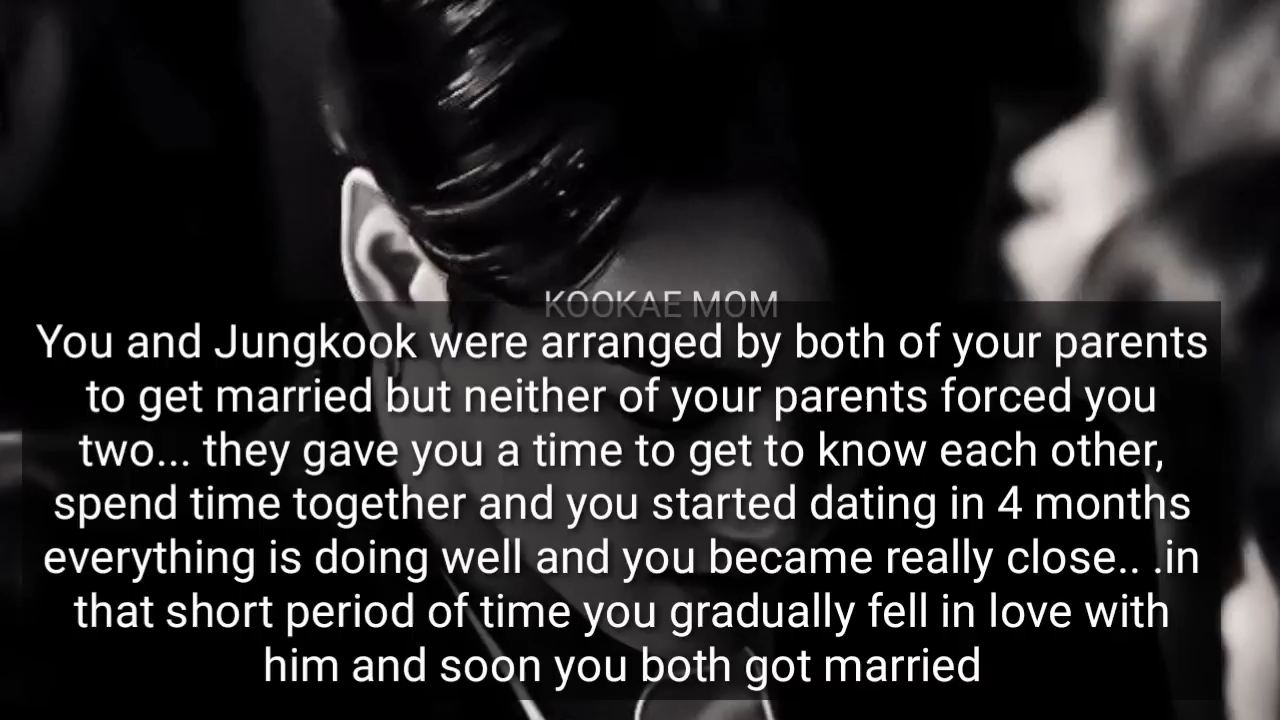 KOOKAE MOM
You and Jungkook were arranged by both of your parents
to get married but neither of your parents forced you
two... they gave you a time to get to know each other,
spend time together and you started dating in 4 months
everything is doing well and you became really close.. .in
that short period of time you gradually fell in love with
him and soon you both got married